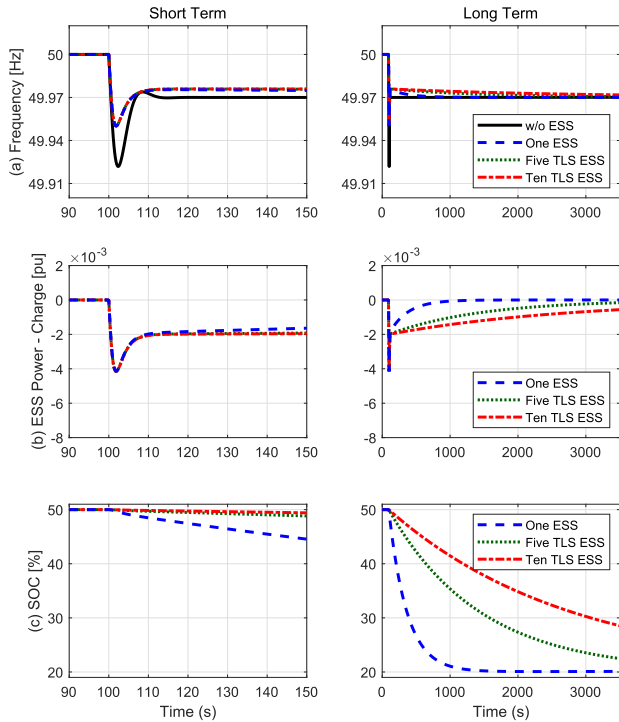 Short Term
Long Term
(a) Frequency [Hz]
50
49.97
49.94
49.91
90 100 110 120 130 140 150
50
49.97
49.94
49.91
0 1000 2000 3000
w/o ESS
One ESS
Five TLS ESS
Ten TLS ESS
(b) ESS Power - Charge [pu]
×10⁻³
2
0
-2
-4
-6
-8
90 100 110 120 130 140 150
×10⁻³
2
0
-2
-4
-6
-8
0 1000 2000 3000
One ESS
Five TLS ESS
Ten TLS ESS
(c) SOC [%]
50
40
30
20
90 100 110 120 130 140 150
Time (s)
50
40
30
20
0 1000 2000 3000
Time (s)
One ESS
Five TLS ESS
Ten TLS ESS